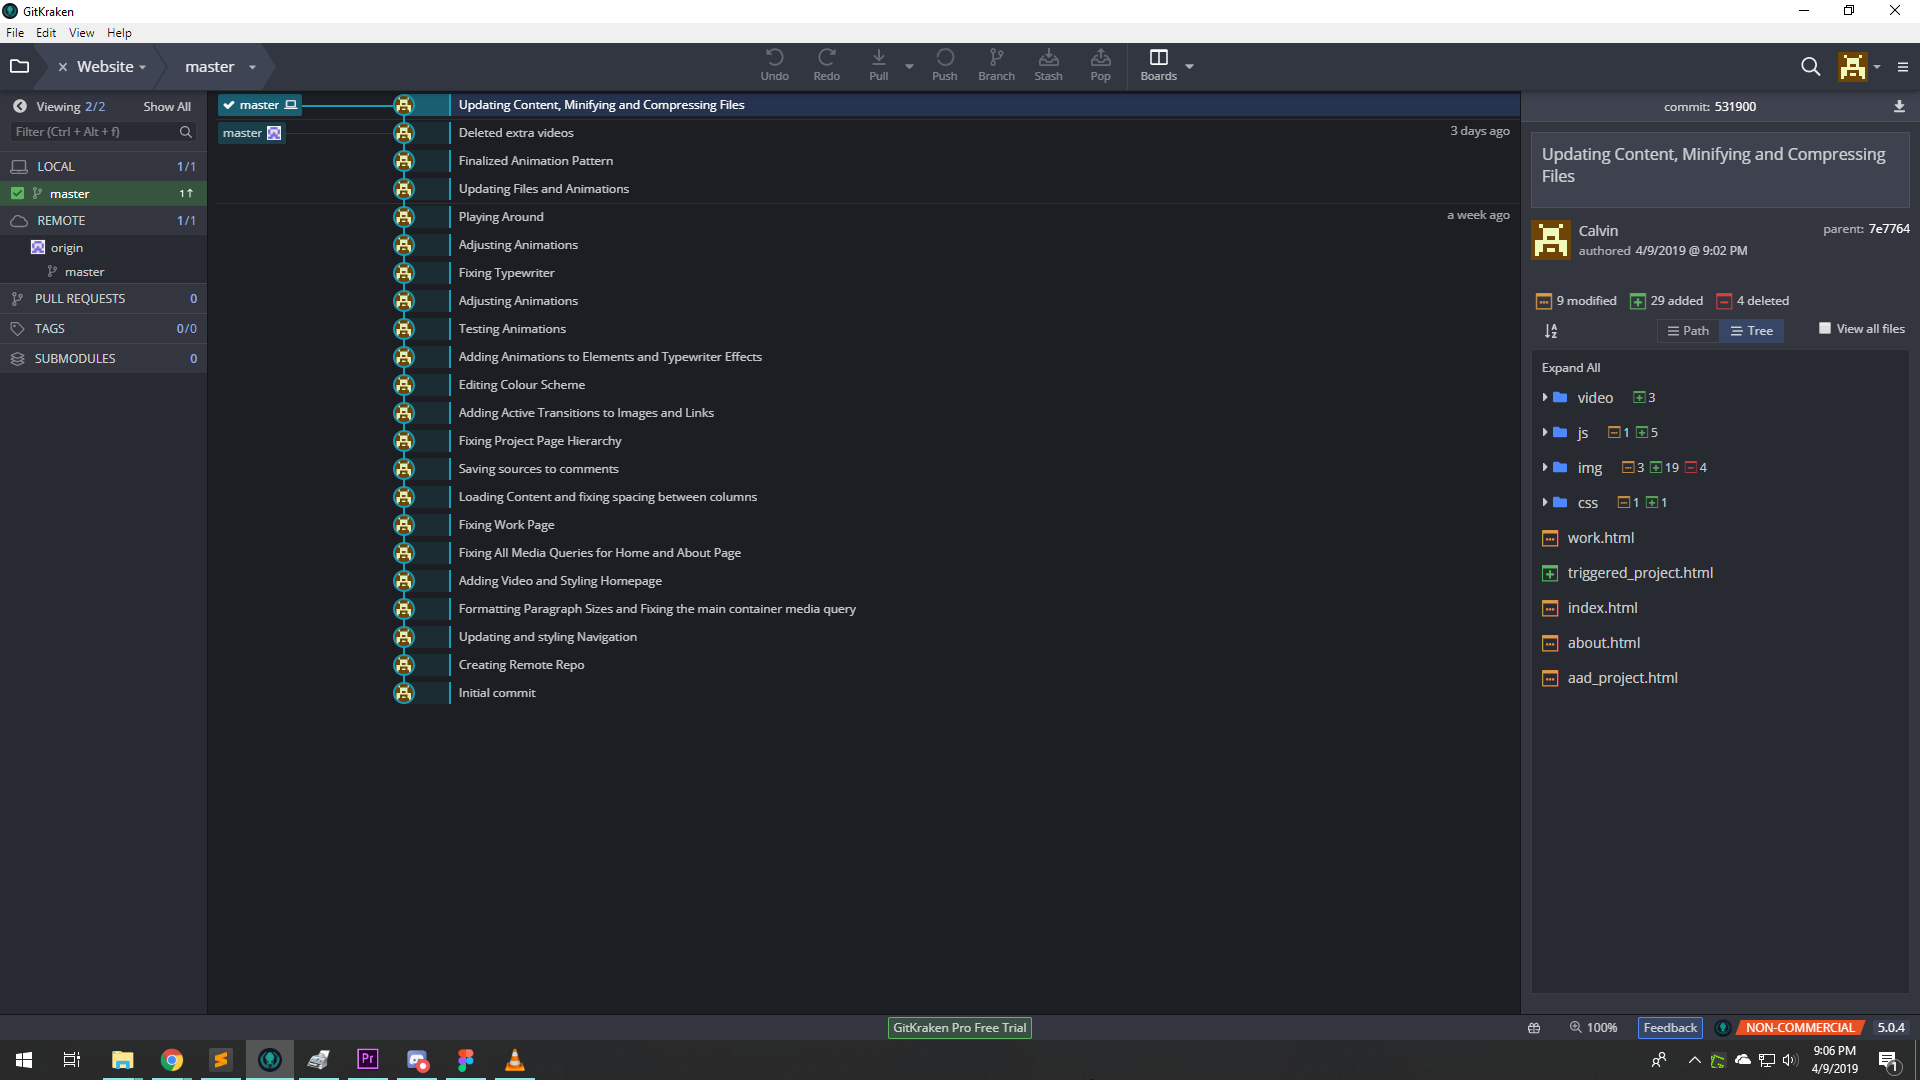 GitKraken
File Edit View Help
Website master
Undo Redo Pull Push Branch Stash Pop Boards
Viewing 2/2 Show All
Filter (Ctrl + Alt + f)
LOCAL 1/1
master 1↑
REMOTE 1/1
origin
master
PULL REQUESTS 0
TAGS 0/0
SUBMODULES 0
master Updating Content, Minifying and Compressing Files
master Deleted extra videos 3 days ago
Finalized Animation Pattern
Updating Files and Animations
Playing Around a week ago
Adjusting Animations
Fixing Typewriter
Adjusting Animations
Testing Animations
Adding Animations to Elements and Typewriter Effects
Editing Colour Scheme
Adding Active Transitions to Images and Links
Fixing Project Page Hierarchy
Saving sources to comments
Loading Content and fixing spacing between columns
Fixing Work Page
Fixing All Media Queries for Home and About Page
Adding Video and Styling Homepage
Formatting Paragraph Sizes and Fixing the main container media query
Updating and styling Navigation
Creating Remote Repo
Initial commit
commit: 531900
Updating Content, Minifying and Compressing
Files
Calvin parent: 7e7764
authored 4/9/2019 @ 9:02 PM
9 modified 29 added 4 deleted
Path Tree View all files
Expand All
video 3
js 1 5
img 3 19 4
css 1 1
work.html
triggered_project.html
index.html
about.html
aad_project.html
GitKraken Pro Free Trial 100% Feedback NON-COMMERCIAL 5.0.4
Pr
9:06 PM
4/9/2019
1